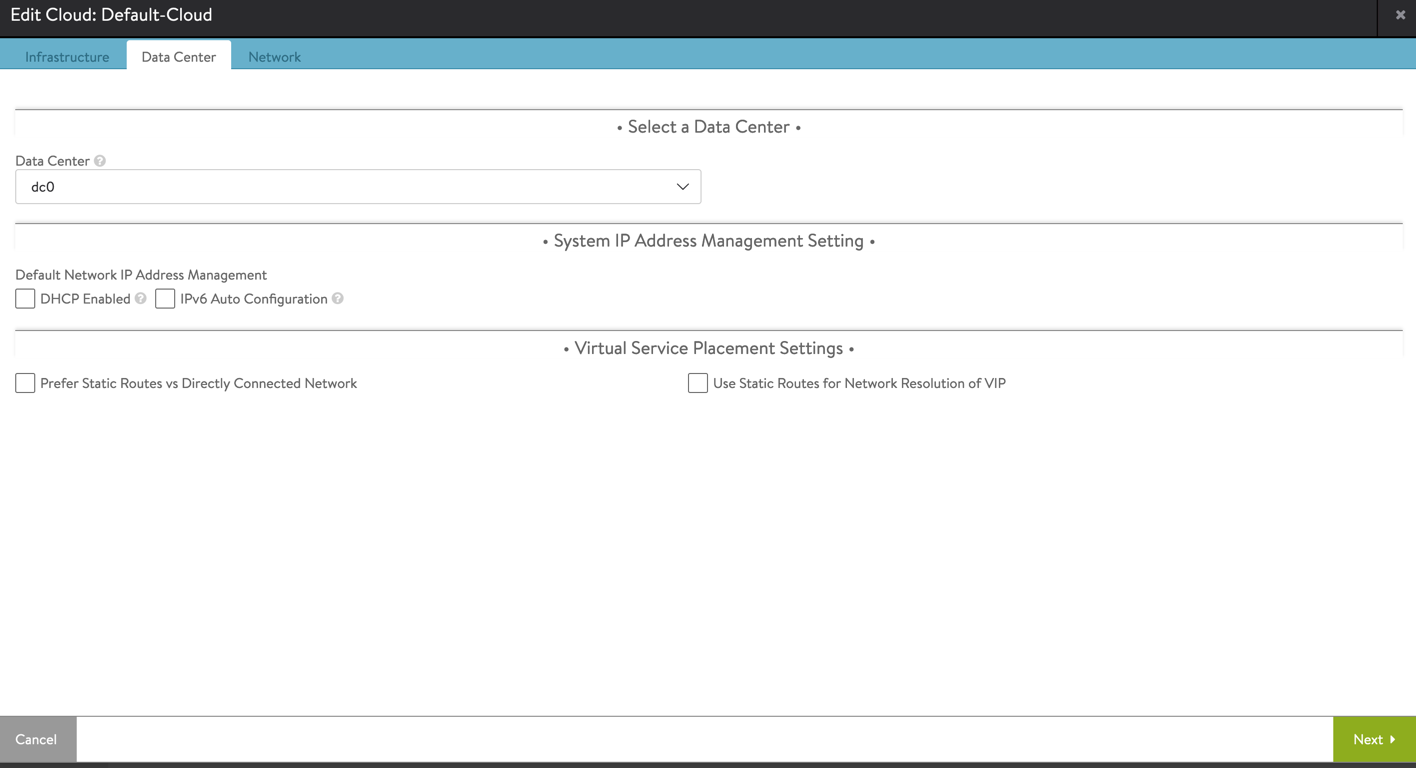 Edit Cloud: Default-Cloud
Infrastructure Data Center Network
• Select a Data Center •
Data Center ?
dc0
• System IP Address Management Setting •
Default Network IP Address Management
DHCP Enabled ? IPv6 Auto Configuration ?
• Virtual Service Placement Settings •
Prefer Static Routes vs Directly Connected Network Use Static Routes for Network Resolution of VIP
Cancel Next